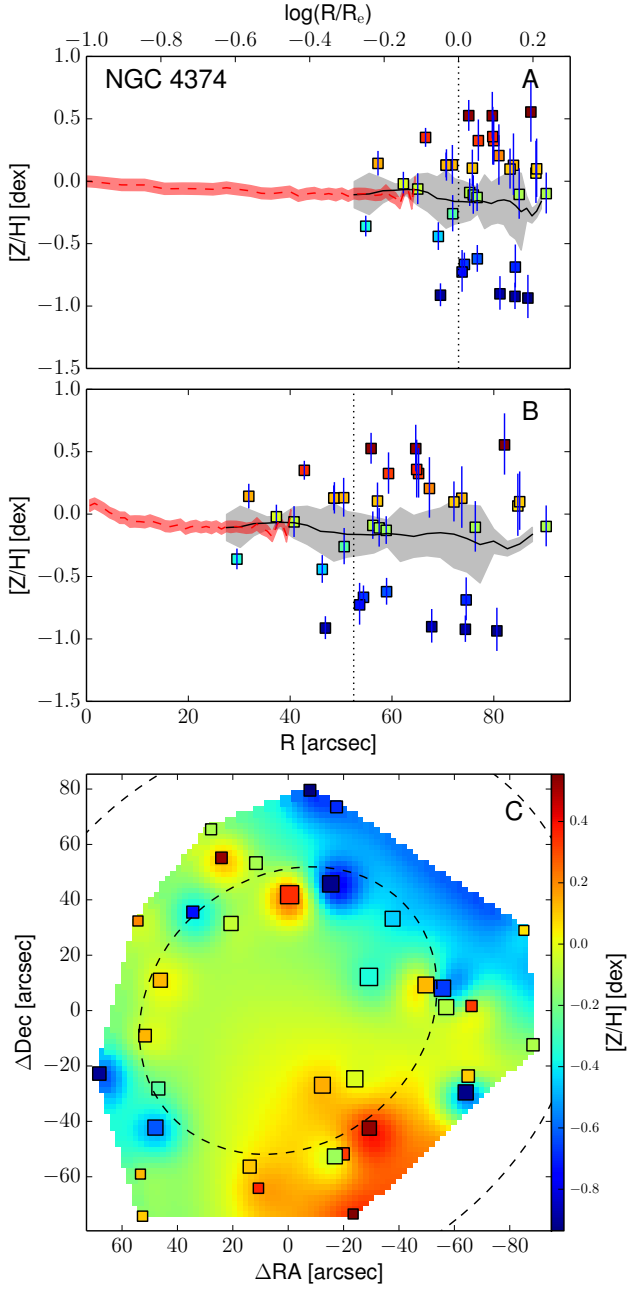 log(R/Re)
−1.0 −0.8 −0.6 −0.4 −0.2 0.0 0.2
NGC 4374
A
1.0
0.5
0.0
−0.5
−1.0
−1.5
[Z/H] [dex]
B
1.0
0.5
0.0
−0.5
−1.0
−1.5
[Z/H] [dex]
0 20 40 60 80
R [arcsec]
C
80
60
40
20
0
−20
−40
−60
ΔDec [arcsec]
60 40 20 0 −20 −40 −60 −80
ΔRA [arcsec]
0.4
0.2
0.0
−0.2
−0.4
−0.6
−0.8
[Z/H] [dex]